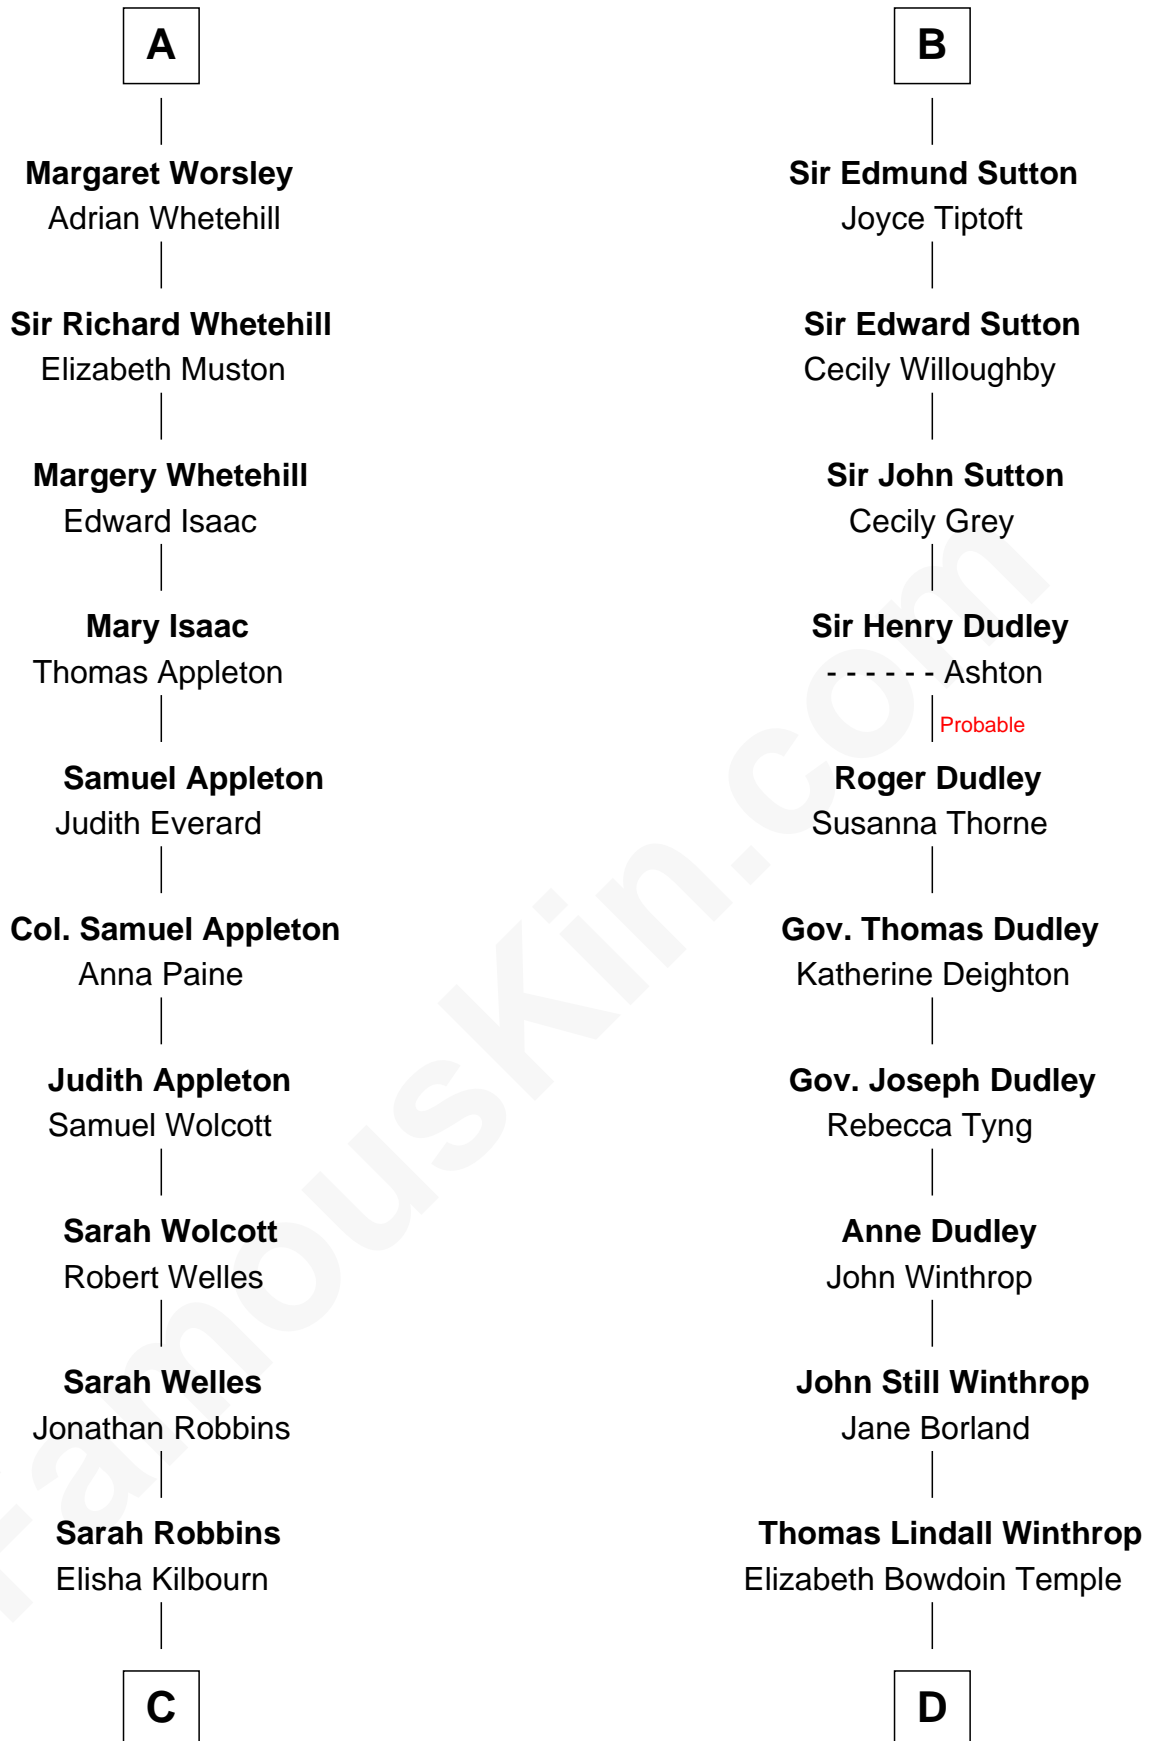 A
Margaret Worsley
Adrian Whetehill
Sir Richard Whetehill
Elizabeth Muston
Margery Whetehill
Edward Isaac
Mary Isaac
Thomas Appleton
Samuel Appleton
Judith Everard
Col. Samuel Appleton
Anna Paine
Judith Appleton
Samuel Wolcott
Sarah Wolcott
Robert Welles
Sarah Welles
Jonathan Robbins
Sarah Robbins
Elisha Kilbourn
C
B
Sir Edmund Sutton
Joyce Tiptoft
Sir Edward Sutton
Cecily Willoughby
Sir John Sutton
Cecily Grey
Sir Henry Dudley
- - - - - - Ashton
Probable
Roger Dudley
Susanna Thorne
Gov. Thomas Dudley
Katherine Deighton
Gov. Joseph Dudley
Rebecca Tyng
Anne Dudley
John Winthrop
John Still Winthrop
Jane Borland
Thomas Lindall Winthrop
Elizabeth Bowdoin Temple
D
FamousKin.com